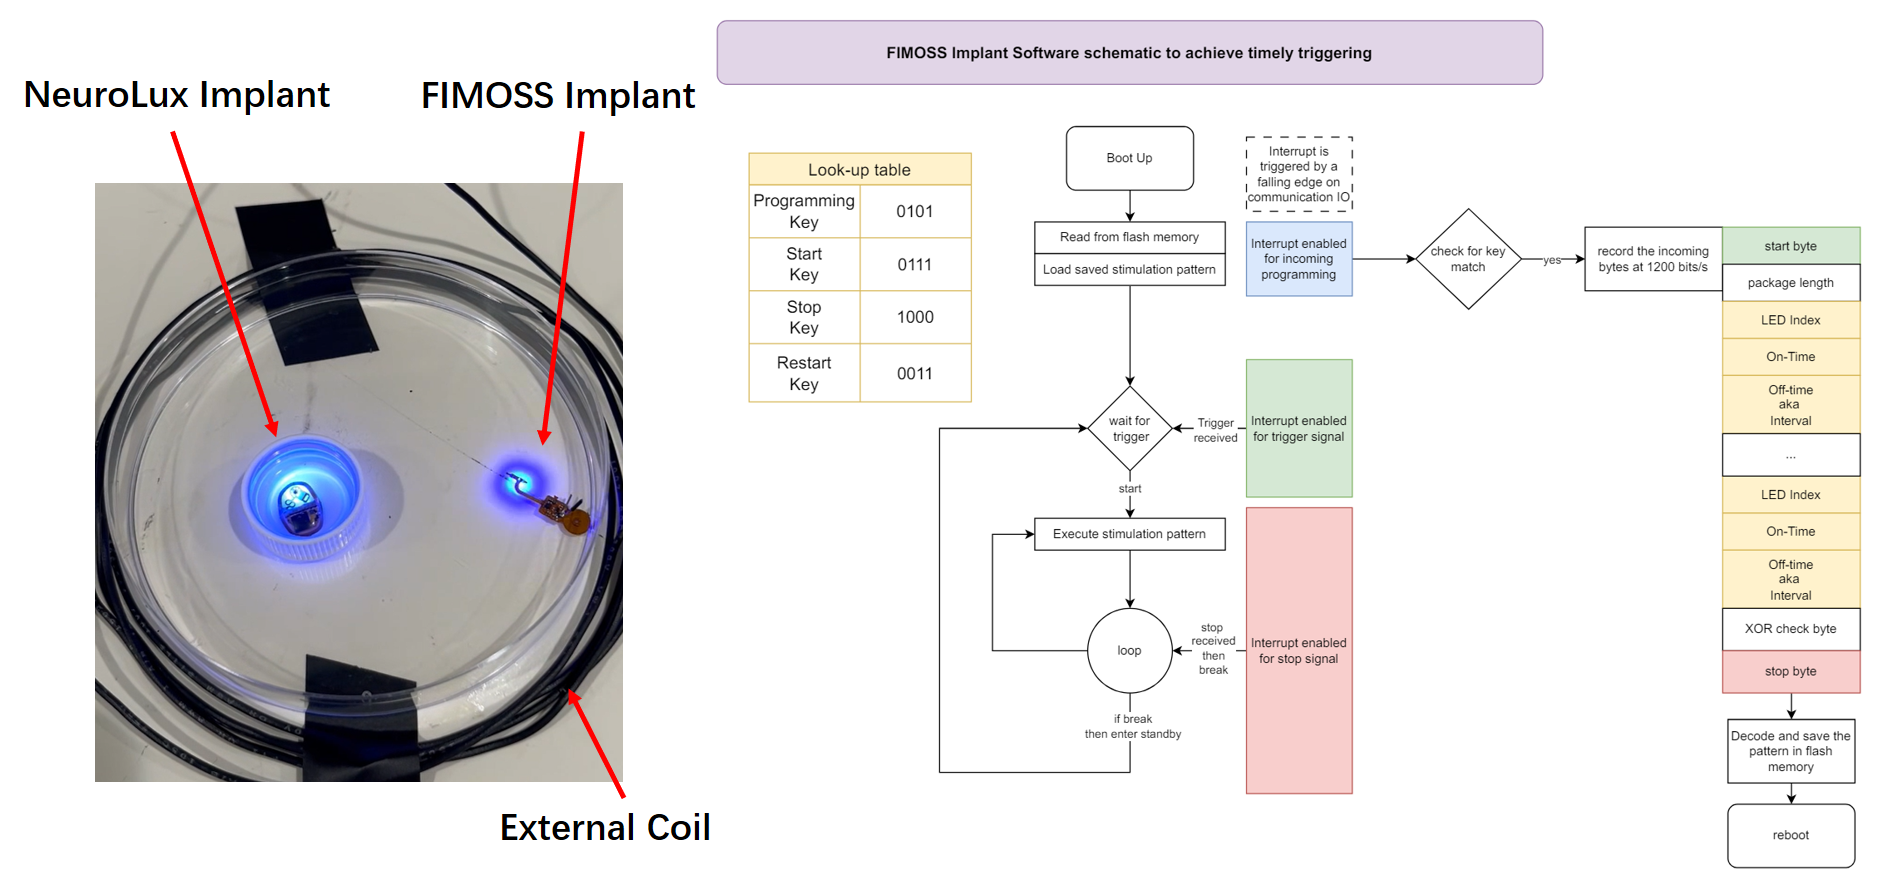 NeuroLux Implant
FIMOSS Implant
External Coil
FIMOSS Implant Software schematic to achieve timely triggering
Look-up table
Programming
Key
0101
Start
Key
0111
Stop
Key
1000
Restart
Key
0011
Boot Up
Read from flash memory
Load saved stimulation pattern
wait for
trigger
start
Execute stimulation pattern
loop
if break
then enter standby
Interrupt is
triggered by a
falling edge on
communication IO
Interrupt enabled
for incoming
programming
Trigger
received
Interrupt enabled
for trigger signal
stop
received
then
break
Interrupt enabled
for stop signal
check for key
match
yes
record the incoming
bytes at 1200 bits/s
start byte
package length
LED Index
On-Time
Off-time
aka
Interval
...
LED Index
On-Time
Off-time
aka
Interval
XOR check byte
stop byte
Decode and save the
pattern in flash
memory
reboot